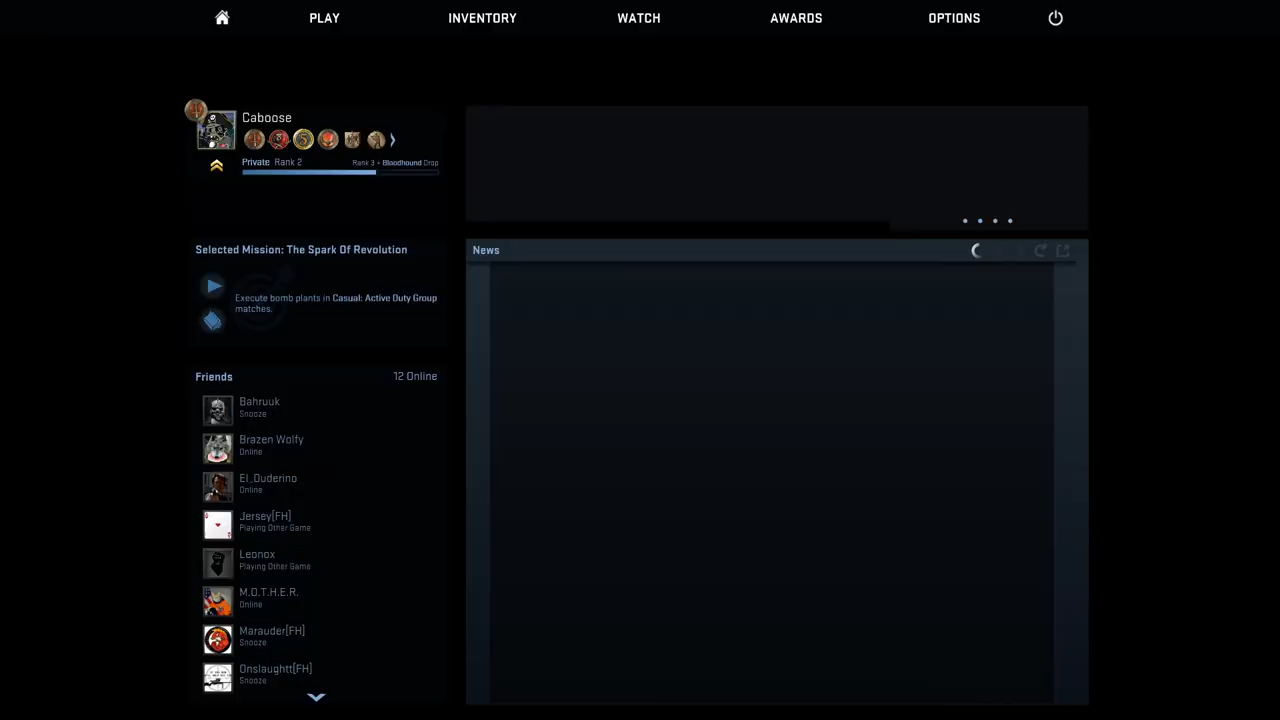 PLAY
INVENTORY
WATCH
AWARDS
OPTIONS
Caboose
Private Rank 2
Rank 3 + Bloodhound Drop
Selected Mission: The Spark Of Revolution
Execute bomb plants in Casual: Active Duty Group
matches.
Friends
12 Online
Bahruuk
Snooze
Brazen Wolfy
Online
El_Duderino
Online
Jersey[FH]
Playing Other Game
Leonox
Playing Other Game
M.O.T.H.E.R.
Online
Marauder[FH]
Snooze
Onslaughtt[FH]
Snooze
News